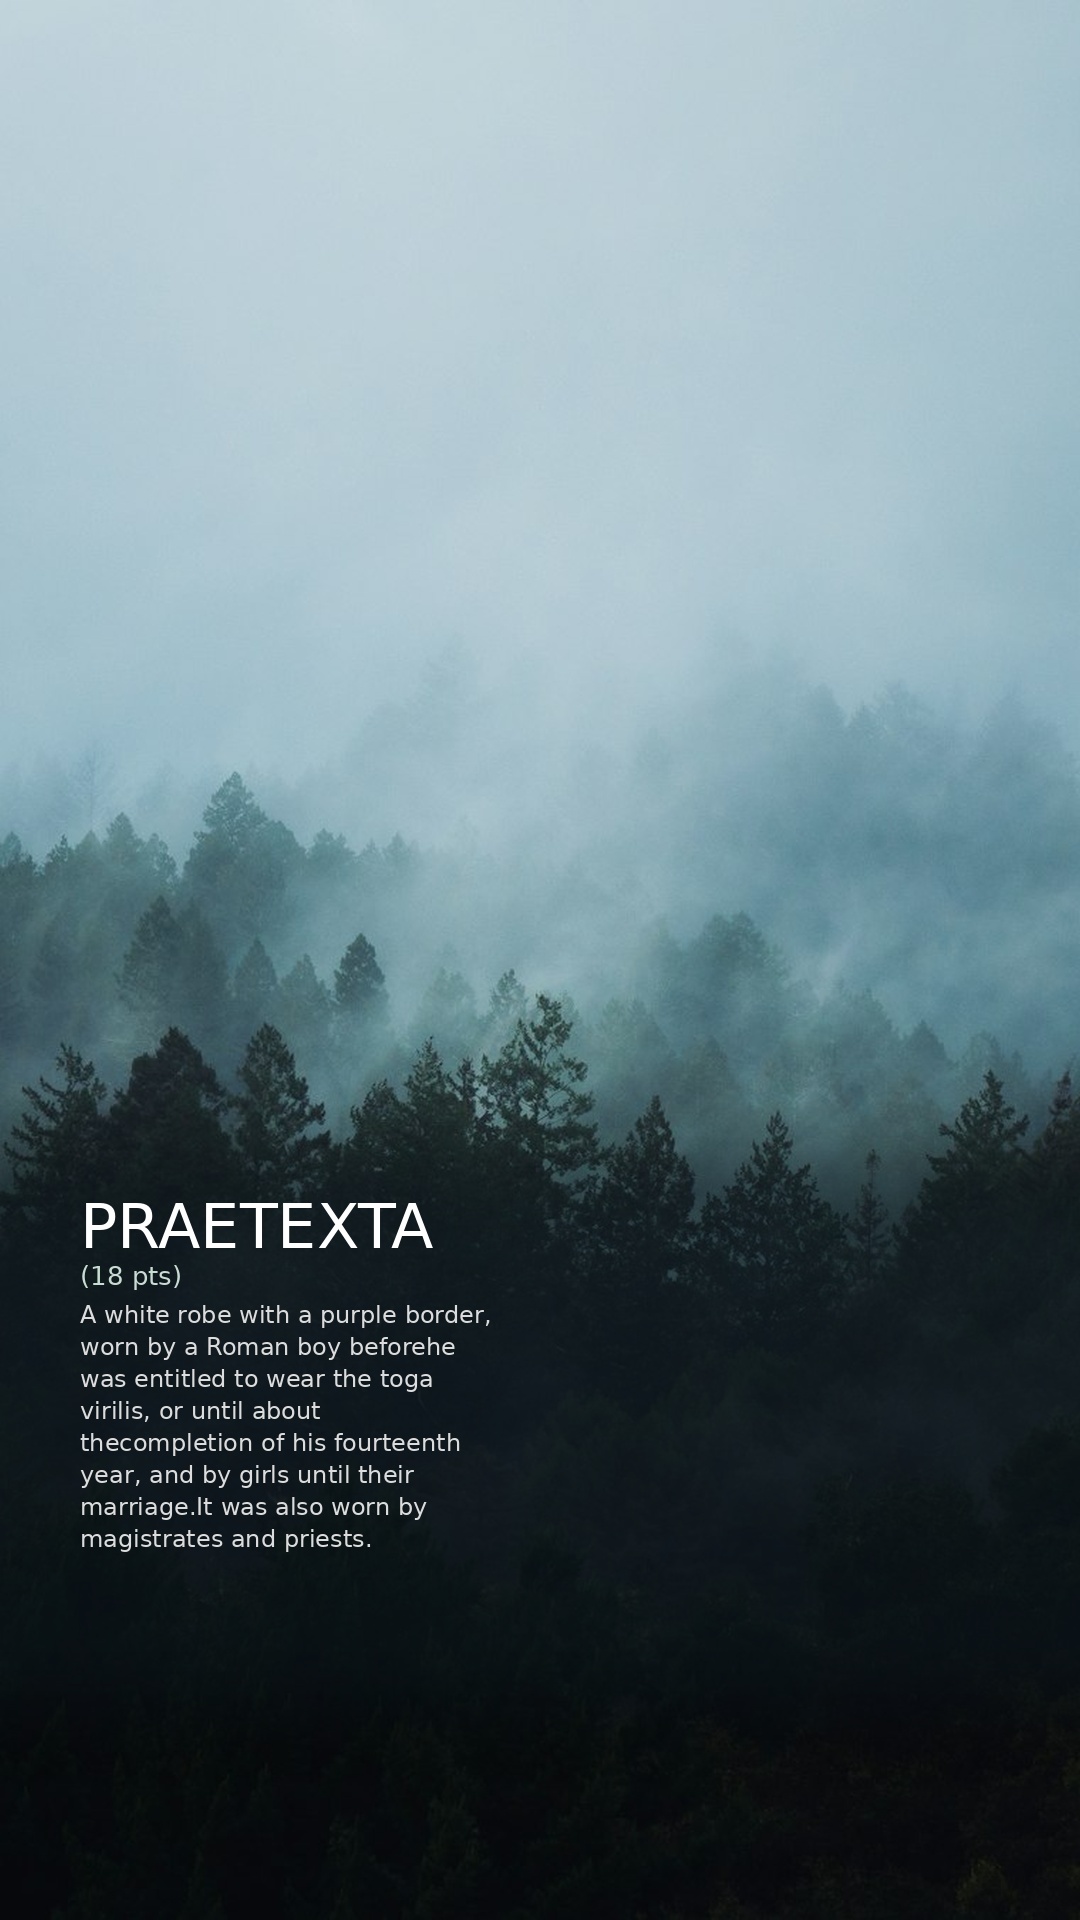 PRAETEXTA
(18 pts)
A white robe with a purple border,
worn by a Roman boy beforehe
was entitled to wear the toga
virilis, or until about
thecompletion of his fourteenth
year, and by girls until their
marriage.It was also worn by
magistrates and priests.